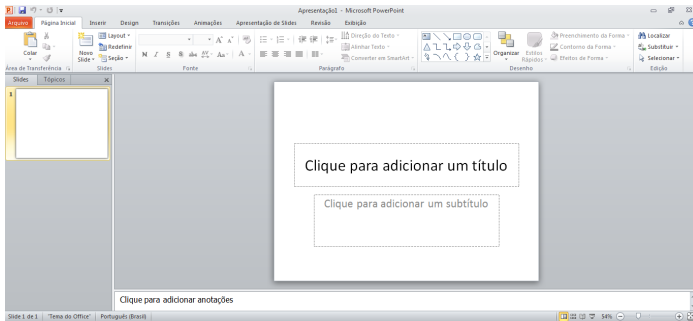 Apresentação1 - Microsoft PowerPoint
Arquivo Página Inicial Inserir Design Transições Animações Apresentação de Slides Revisão Exibição
Colar
Área de Transferência
Novo Slide
Layout
Redefinir
Seção
Slides
N I S S abc AV Aa A
Fonte
Direção do Texto
Alinhar Texto
Converter em SmartArt
Parágrafo
Organizar
Estilos Rápidos
Preenchimento da Forma
Contorno da Forma
Efeitos de Forma
Desenho
Localizar
Substituir
Selecionar
Edição
Slides Tópicos
1
Clique para adicionar um título
Clique para adicionar um subtítulo
Clique para adicionar anotações
Slide 1 de 1 "Tema do Office" Português (Brasil) 54%